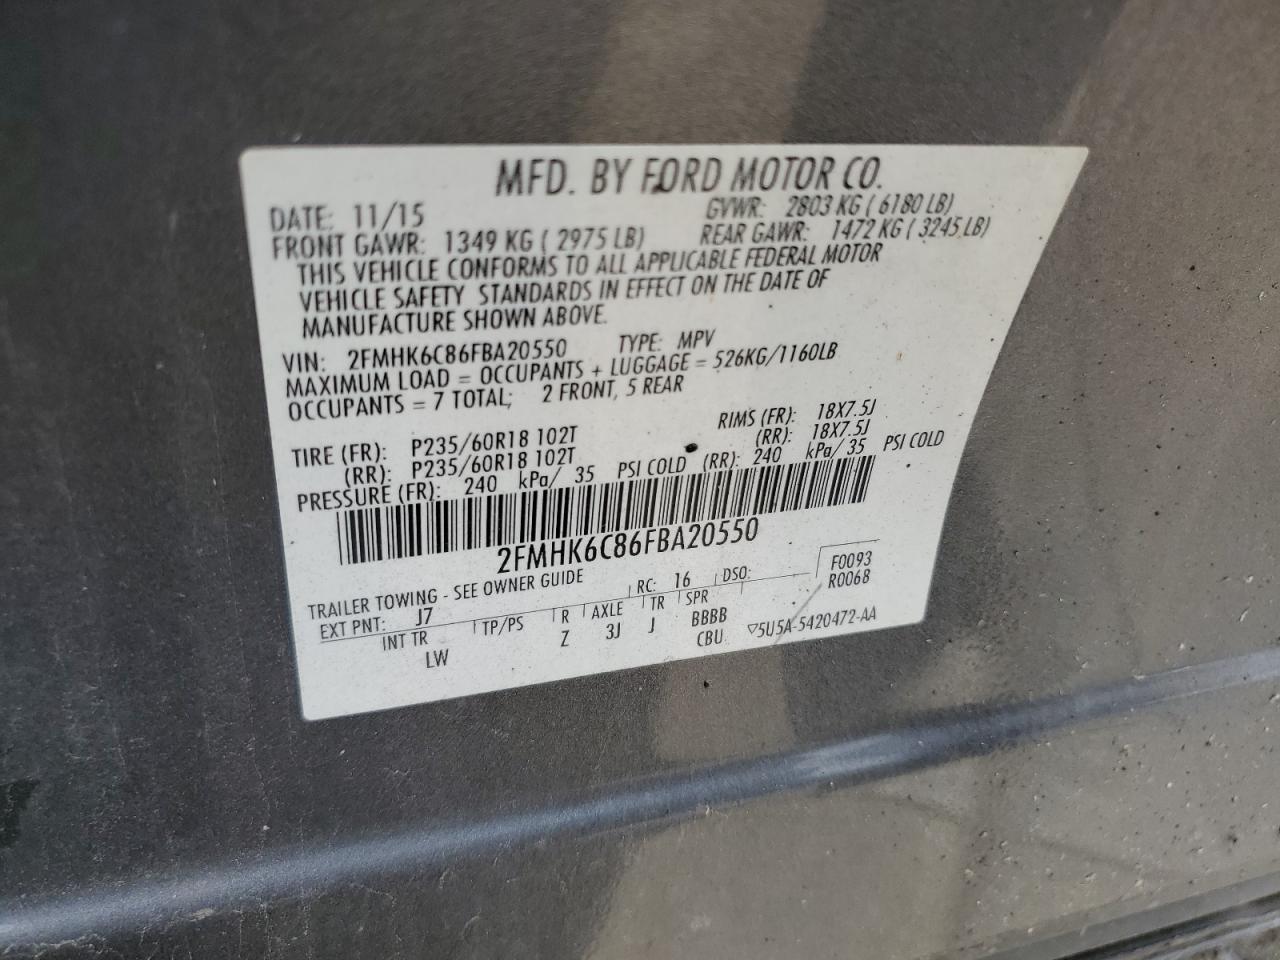 MFD. BY FORD MOTOR CO.
DATE: 11/15 GVWR: 2803 KG ( 6180 LB)
FRONT GAWR: 1349 KG ( 2975 LB) REAR GAWR: 1472 KG ( 3245 LB)
THIS VEHICLE CONFORMS TO ALL APPLICABLE FEDERAL MOTOR
VEHICLE SAFETY STANDARDS IN EFFECT ON THE DATE OF
MANUFACTURE SHOWN ABOVE.
VIN: 2FMHK6C86FBA20550 TYPE: MPV
MAXIMUM LOAD = OCCUPANTS + LUGGAGE = 526KG/1160LB
OCCUPANTS = 7 TOTAL; 2 FRONT, 5 REAR
TIRE (FR): P235/60R18 102T RIMS (FR): 18X7.5J
(RR): P235/60R18 102T (RR): 18X7.5J
PRESSURE (FR): 240 kPa/ 35 PSI COLD (RR): 240 kPa/ 35 PSI COLD
2FMHK6C86FBA20550
TRAILER TOWING - SEE OWNER GUIDE F0093
EXT PNT: J7 RC: 16 DSO: R0068
INT TR TP/PS R AXLE TR SPR
LW Z 3J J BBBB
CBU ▽5U5A-5420472-AA